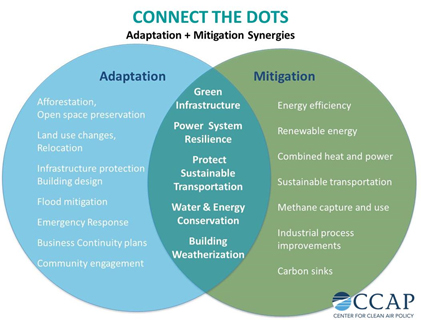 CONNECT THE DOTS
Adaptation + Mitigation Synergies
Adaptation
Afforestation,
Open space preservation
Land use changes,
Relocation
Infrastructure protection
Building design
Flood mitigation
Emergency Response
Business Continuity plans
Community engagement
Green
Infrastructure
Power System
Resilience
Protect
Sustainable
Transportation
Water & Energy
Conservation
Building
Weatherization
Mitigation
Energy efficiency
Renewable energy
Combined heat and power
Sustainable transportation
Methane capture and use
Industrial process
improvements
Carbon sinks
CCAP
CENTER FOR CLEAN AIR POLICY